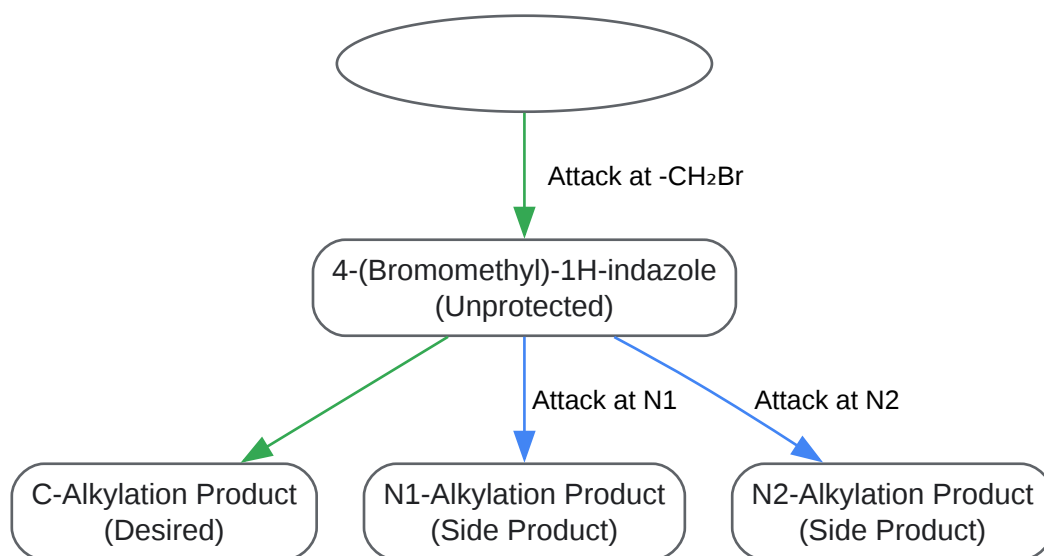 Attack at -CH₂Br
4-(Bromomethyl)-1H-indazole
(Unprotected)
Attack at N1
Attack at N2
C-Alkylation Product
(Desired)
N1-Alkylation Product
(Side Product)
N2-Alkylation Product
(Side Product)